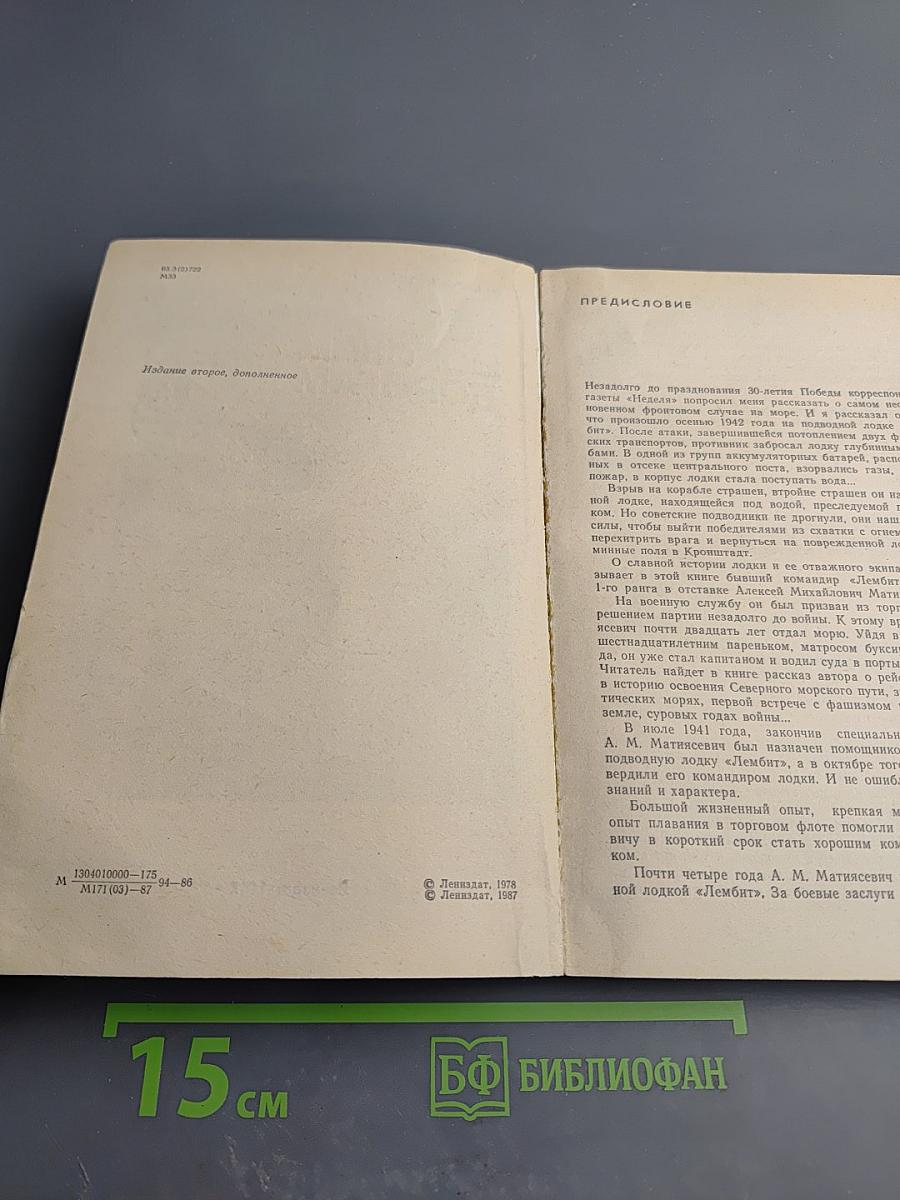 63.3(2)722
М33
Издание второе, дополненное
М 1304010000—175
М171(03)—87 94—86
© Лениздат, 1978
© Лениздат, 1987
ПРЕДИСЛОВИЕ
Незадолго до празднования 30-летия Победы корреспон
газеты «Неделя» попросил меня рассказать о самом нео
новенном фронтовом случае на море. И я рассказал о
что произошло осенью 1942 года на подводной лодке
бит». После атаки, завершившейся потоплением двух ф
ских транспортов, противник забросал лодку глубинным
бами. В одной из групп аккумуляторных батарей, распо
ных в отсеке центрального поста, взорвались газы,
пожар, в корпус лодки стала поступать вода...
Взрыв на корабле страшен, втройне страшен он на
ной лодке, находящейся под водой, преследуемой п
ком. Но советские подводники не дрогнули, они наш
силы, чтобы выйти победителями из схватки с огнем
перехитрить врага и вернуться на поврежденной ло
минные поля в Кронштадт.
О славной истории лодки и ее отважного экипа
зывает в этой книге бывший командир «Лембит
1-го ранга в отставке Алексей Михайлович Мати
На военную службу он был призван из торг
решением партии незадолго до войны. К этому вр
ясевич почти двадцать лет отдал морю. Уйдя в
шестнадцатилетним пареньком, матросом букси
да, он уже стал капитаном и водил суда в порты
Читатель найдет в книге рассказ автора о рей
в историю освоения Северного морского пути, з
тических морях, первой встрече с фашизмом
земле, суровых годах войны...
В июле 1941 года, закончив специальн
А. М. Матиясевич был назначен помощником
подводную лодку «Лембит», а в октябре того
вердили его командиром лодки. И не ошибл
знаний и характера.
Большой жизненный опыт, крепкая м
опыт плавания в торговом флоте помогли
вичу в короткий срок стать хорошим ком
ком.
Почти четыре года А. М. Матиясевич
ной лодкой «Лембит». За боевые заслуги
15 см
БФ БИБЛИОФАН